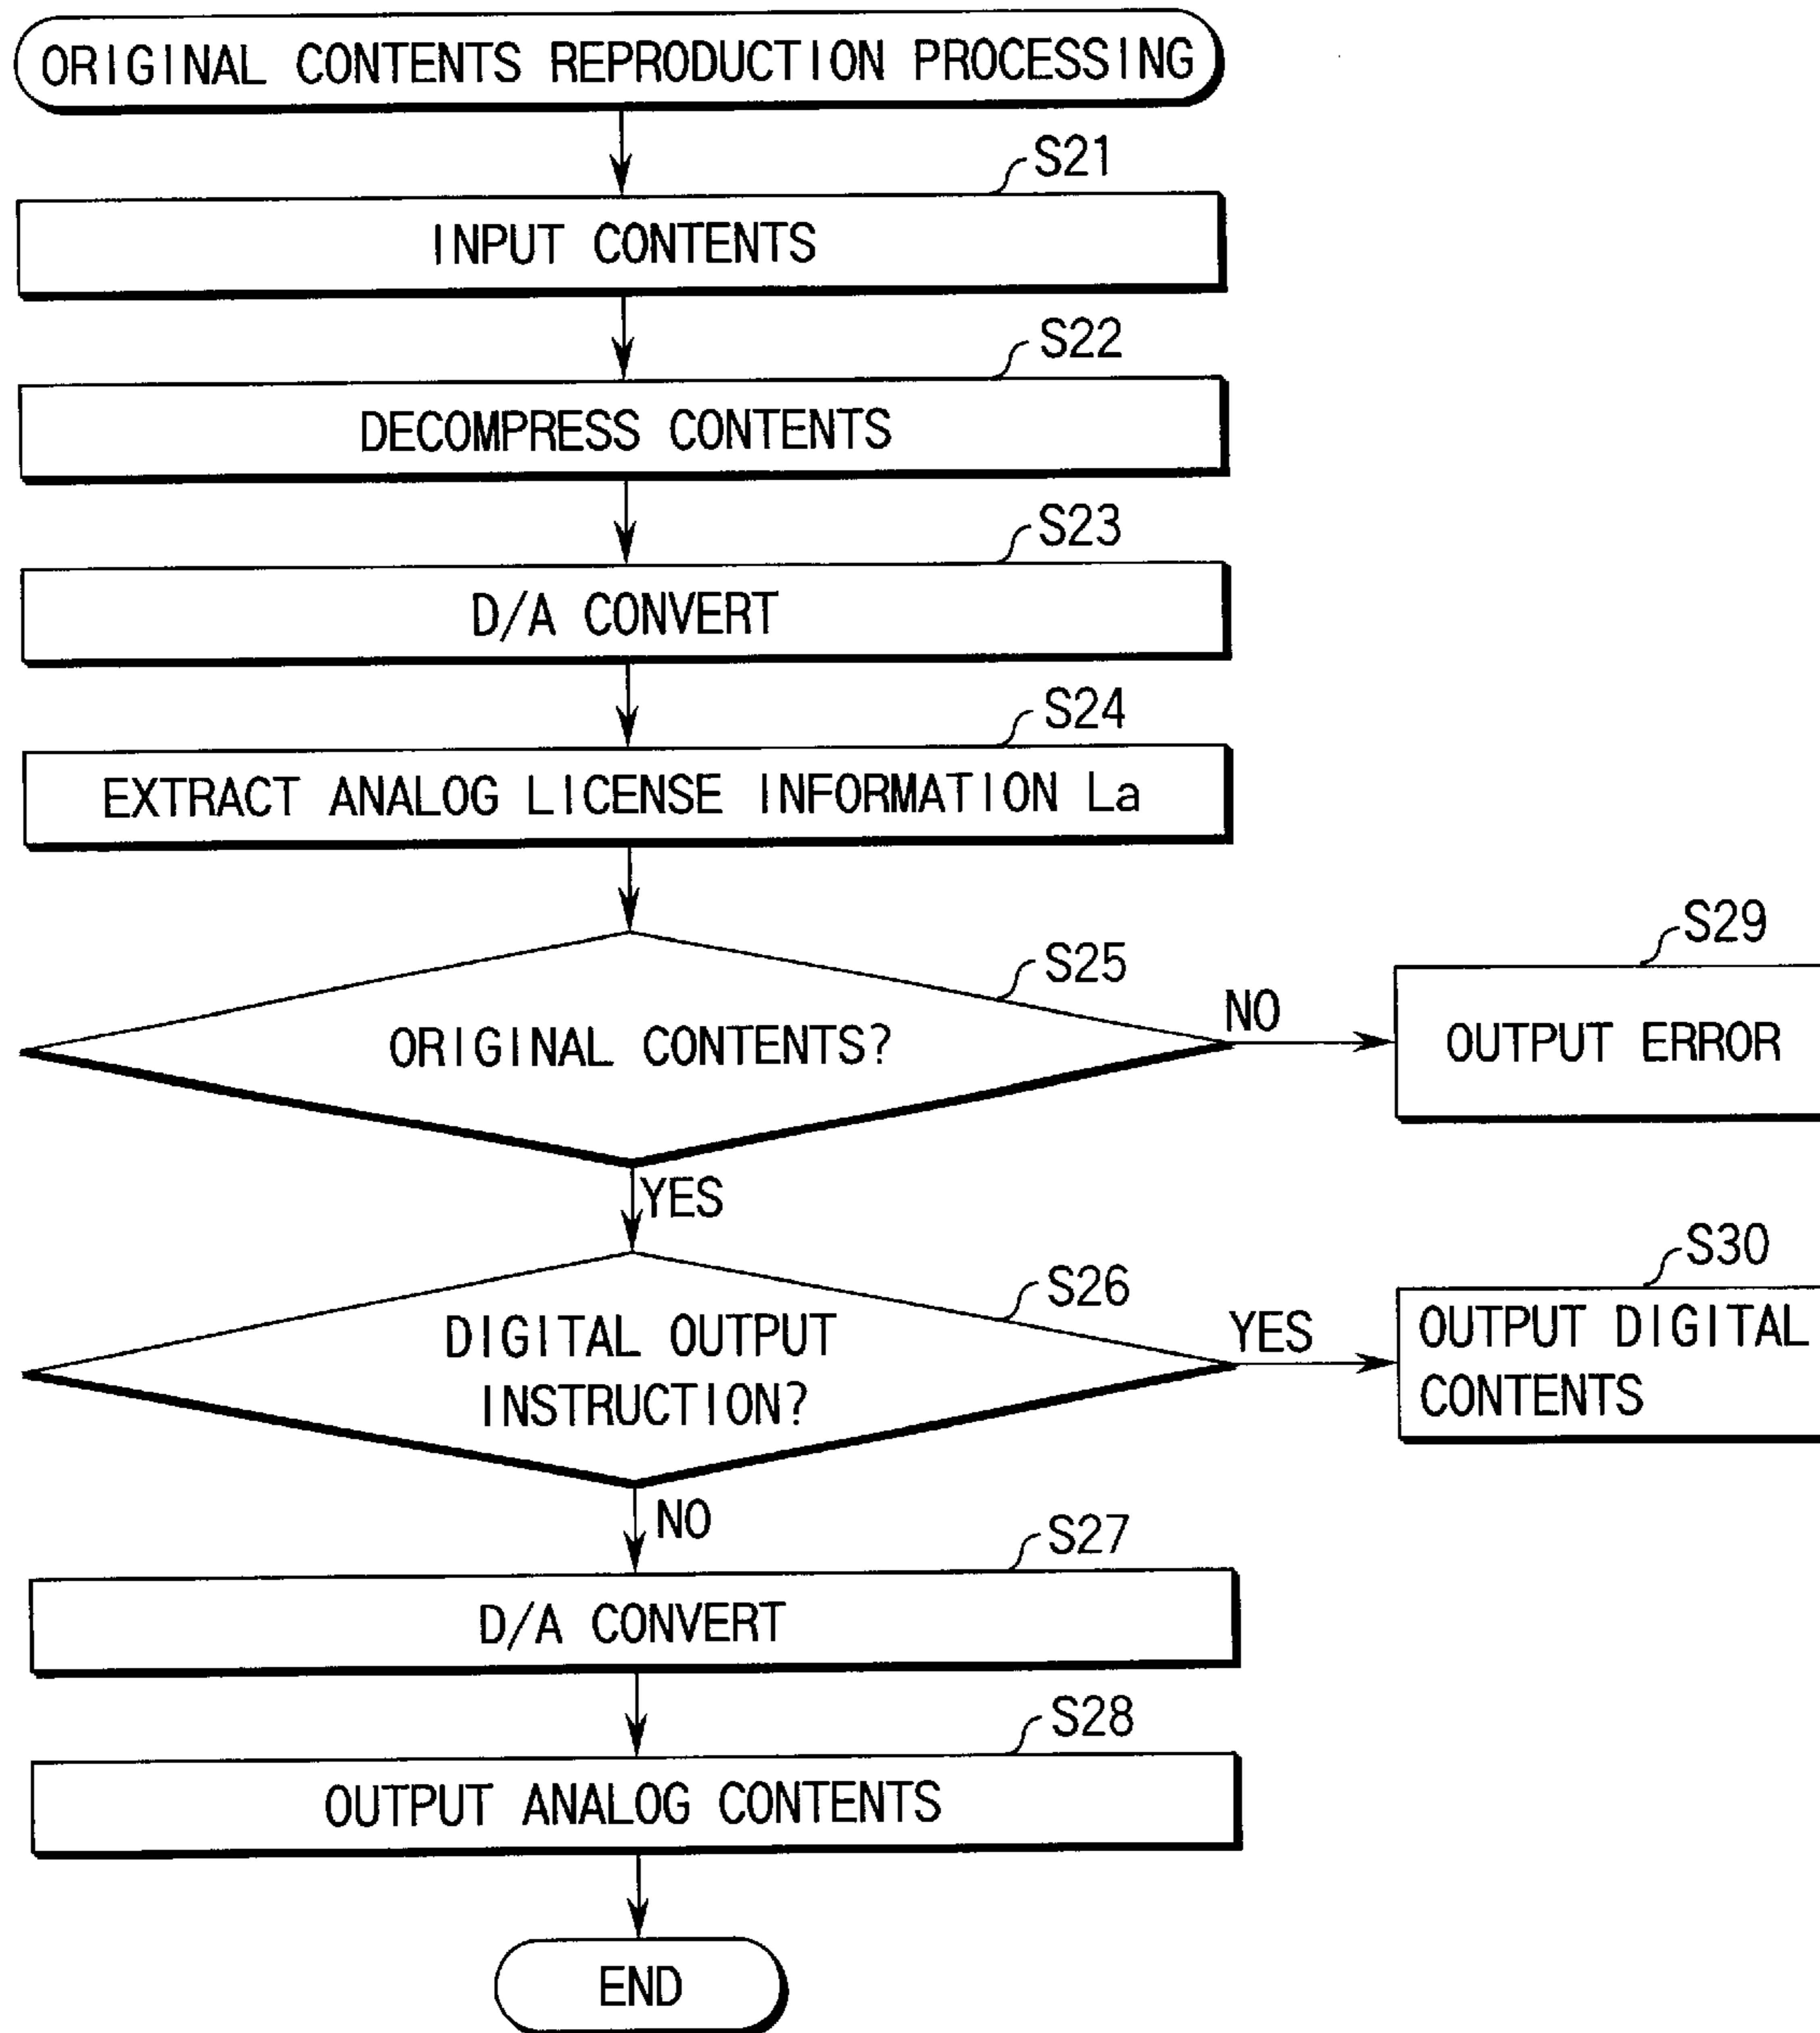 ORIGINAL CONTENTS REPRODUCTION PROCESSING
S21
INPUT CONTENTS
S22
DECOMPRESS CONTENTS
S23
D/A CONVERT
S24
EXTRACT ANALOG LICENSE INFORMATION La
S25
ORIGINAL CONTENTS?
NO
S29
OUTPUT ERROR
YES
S26
DIGITAL OUTPUT
INSTRUCTION?
YES
S30
OUTPUT DIGITAL
CONTENTS
NO
S27
D/A CONVERT
S28
OUTPUT ANALOG CONTENTS
END